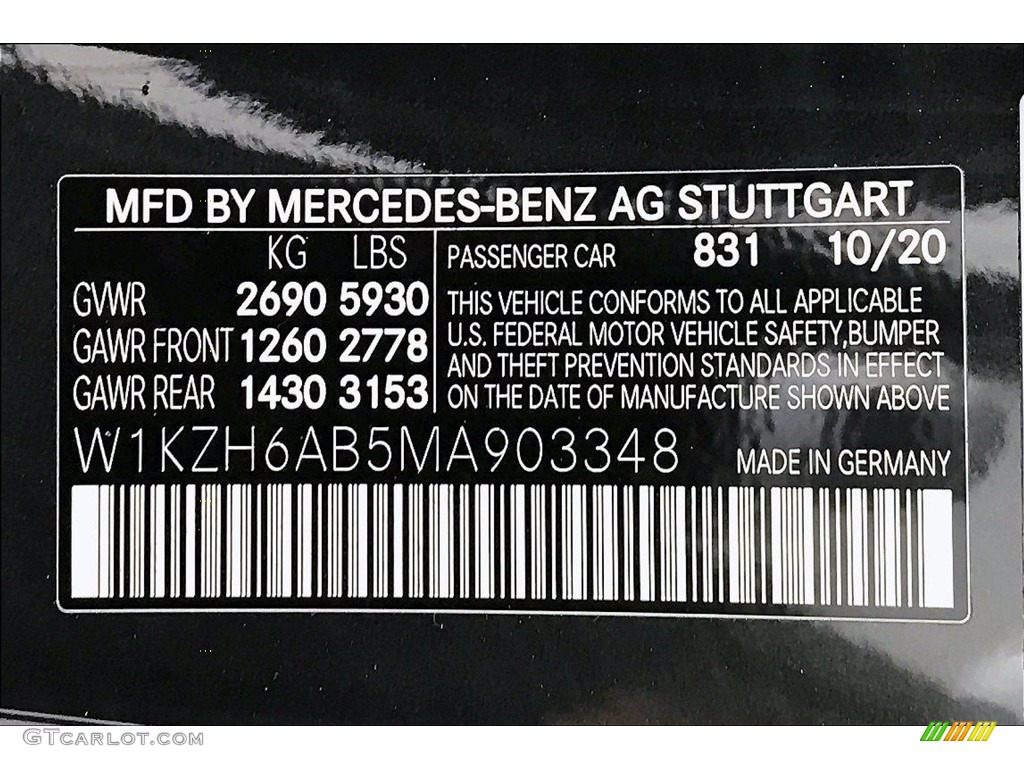 MFD BY MERCEDES-BENZ AG STUTTGART
KG LBS
GVWR 2690 5930
GAWR FRONT 1260 2778
GAWR REAR 1430 3153
PASSENGER CAR 831 10/20
THIS VEHICLE CONFORMS TO ALL APPLICABLE
U.S. FEDERAL MOTOR VEHICLE SAFETY,BUMPER
AND THEFT PREVENTION STANDARDS IN EFFECT
ON THE DATE OF MANUFACTURE SHOWN ABOVE
W1KZH6AB5MA903348 MADE IN GERMANY
GTcarlot.com